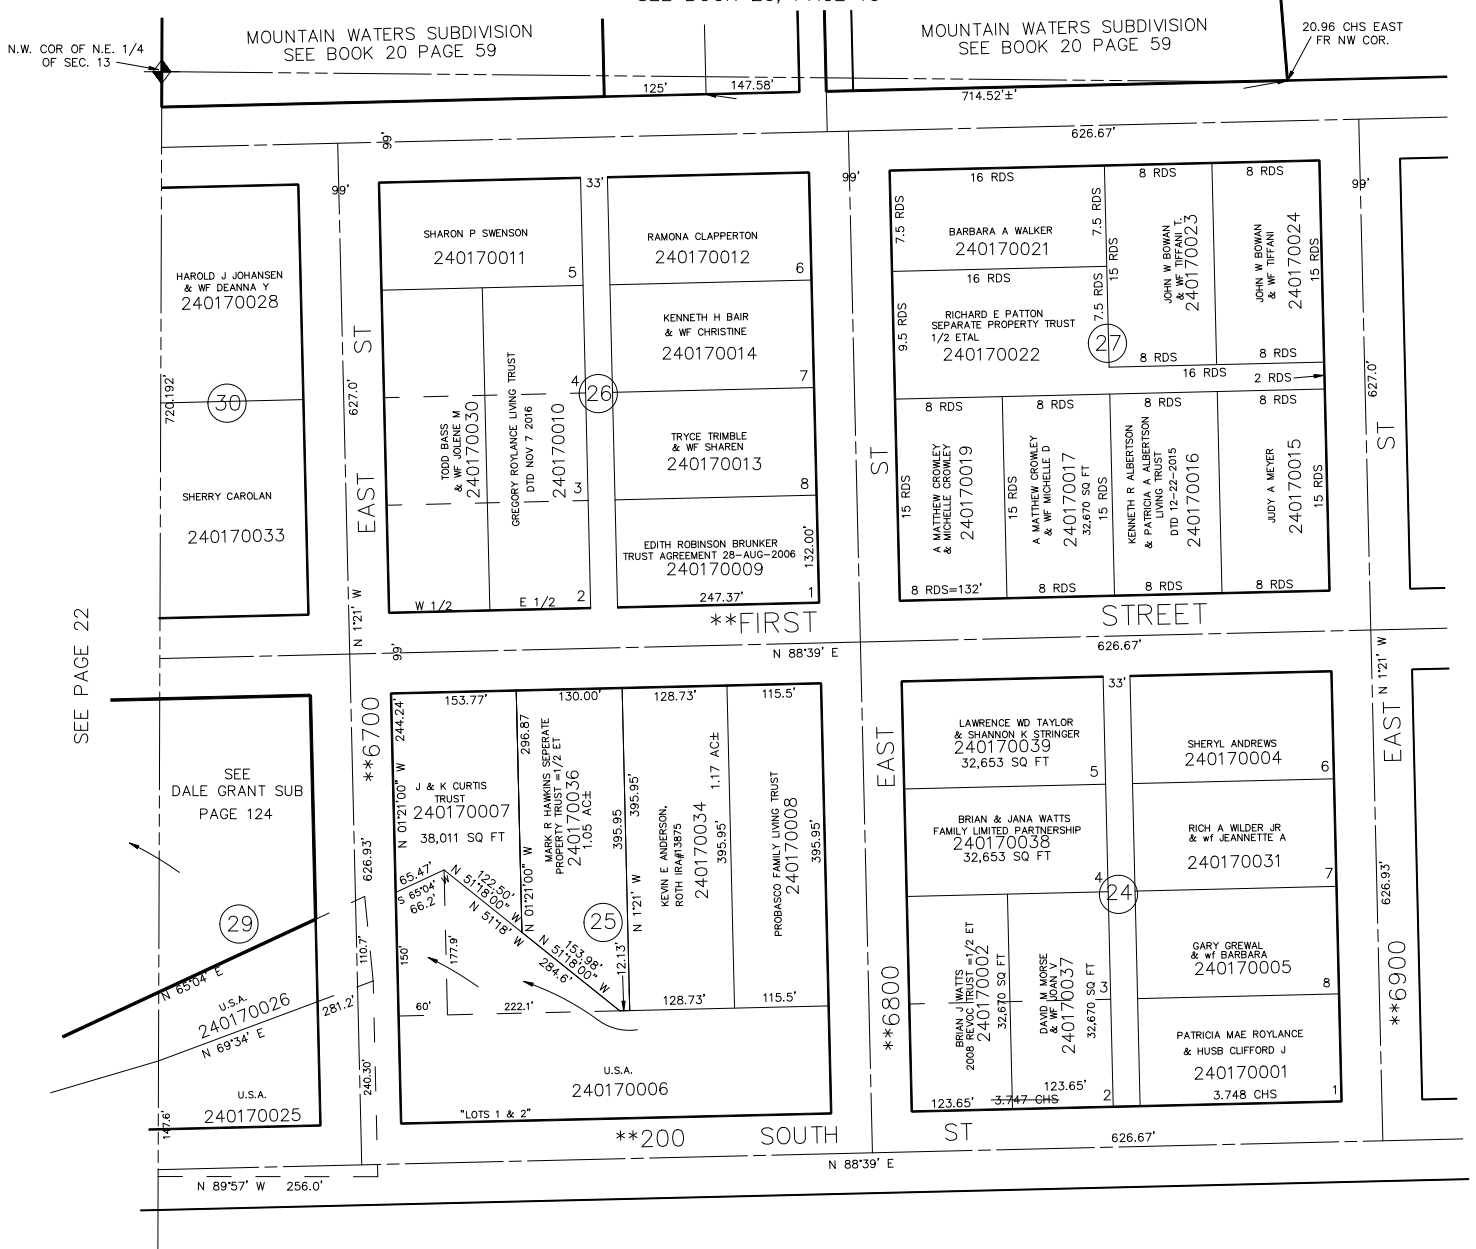 N.W. COR OF N.E. 1/4
OF SEC. 13
MOUNTAIN WATERS SUBDIVISION
SEE BOOK 20 PAGE 59
MOUNTAIN WATERS SUBDIVISION
SEE BOOK 20 PAGE 59
20.96 CHS EAST
FR NW COR.
125'
147.58'
714.52'±'
99'
626.67'
99'
33'
99'
99'
HAROLD J JOHANSEN
& WF DEANNA Y
240170028
30
720.192'
SHERRY CAROLAN
240170033
627.0'
EAST ST
N 1°21' W
SHARON P SWENSON
240170011
5
TODD BASS
& WF JOLENE M
240170030
GREGORY ROYLANCE LIVING TRUST
DTD NOV 7 2016
240170010
4
3
W 1/2
E 1/2
2
26
RAMONA CLAPPERTON
240170012
6
KENNETH H BAIR
& WF CHRISTINE
240170014
7
TRYCE TRIMBLE
& WF SHAREN
240170013
8
EDITH ROBINSON BRUNKER
TRUST AGREEMENT 28-AUG-2006
240170009
132.00'
247.37'
1
ST
16 RDS
7.5 RDS
BARBARA A WALKER
240170021
7.5 RDS
16 RDS
9.5 RDS
RICHARD E PATTON
SEPARATE PROPERTY TRUST
1/2 ETAL
240170022
7.5 RDS
27
8 RDS
15 RDS
JOHN W BOWAN
& WF TIFFANI T.
240170023
8 RDS
8 RDS
JOHN W BOWAN
& WF TIFFANI
240170024
15 RDS
8 RDS
16 RDS
2 RDS
8 RDS
8 RDS
8 RDS
8 RDS
15 RDS
A MATTHEW CROWLEY
& MICHELLE CROWLEY
240170019
15 RDS
A MATTHEW CROWLEY
& WF MICHELLE D
240170017
32,670 SQ FT
15 RDS
KENNETH R ALBERTSON
& PATRICIA A ALBERTSON
LIVING TRUST
DTD 12-22-2015
240170016
JUDY A MEYER
240170015
15 RDS
8 RDS=132'
8 RDS
8 RDS
8 RDS
627.0'
ST
**FIRST STREET
99'
N 88°39' E
626.67'
SEE PAGE 22
SEE
DALE GRANT SUB
PAGE 124
29
N 65°04' E
U.S.A.
240170026
N 69°34' E
281.2'
U.S.A.
240170025
147.6'
**6700
626.93'
110.7'
240.30'
153.77'
130.00'
128.73'
115.5'
244.24'
N 01°21'00" W
J & K CURTIS
TRUST
240170007
38,011 SQ FT
296.87
N 01°21'00" W
MARK R HAWKINS SEPERATE
PROPERTY TRUST =1/2 ET
240170036
1.05 AC±
395.95
395.95'
N 1°21' W
KEVIN E ANDERSON,
ROTH IRA#13875
240170034
1.17 AC±
395.95'
PROBASCO FAMILY LIVING TRUST
240170008
395.95'
65.47'
S 65°04' W
66.2'
122.50'
N 51°18'00" W
N 51°18' W
153.98'
N 51°18'00" W
284.6'
25
12.13'
150'
177.9'
60'
222.1'
128.73'
115.5'
U.S.A.
240170006
"LOTS 1 & 2"
EAST
**6800
33'
LAWRENCE WD TAYLOR
& SHANNON K STRINGER
240170039
32,653 SQ FT
5
BRIAN & JANA WATTS
FAMILY LIMITED PARTNERSHIP
240170038
32,653 SQ FT
4
24
BRIAN J WATTS
2008 REVOC TRUST =1/2 ET
240170002
32,670 SQ FT
DAVID M MORSE
& WF JOAN V
240170037
32,670 SQ FT
3
123.65'
3.747 CHS
123.65'
2
SHERYL ANDREWS
240170004
6
RICH A WILDER JR
& wf JEANNETTE A
240170031
7
GARY GREWAL
& wf BARBARA
240170005
8
PATRICIA MAE ROYLANCE
& HUSB CLIFFORD J
240170001
3.748 CHS
1
N 1°21' W
EAST
626.93'
**6900
**200 SOUTH ST
626.67'
N 88°39' E
N 89°57' W 256.0'